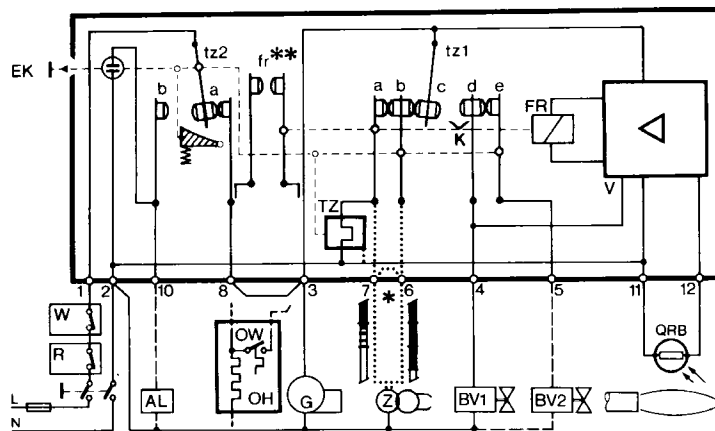 EK
tz2
fr**
tz1
b
a
a
b
c
d
e
FR
K
TZ
V
1
2
10
8
3
7
*
6
4
5
11
12
W
R
L
N
AL
OW
OH
G
Z
BV1
BV2
QRB